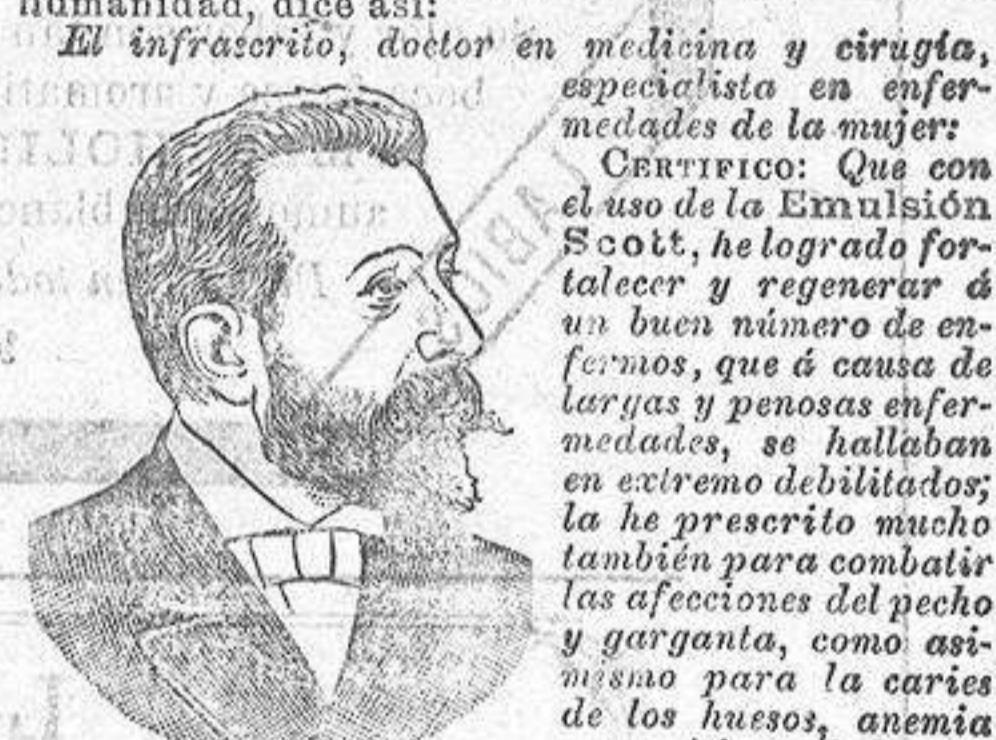 humanidad, dice así:
El infrascrito, doctor en medicina y cirugía,
especialista en enfer-
medades de la mujer:
CERTIFICO: Que con
el uso de la Emulsión
Scott, he logrado for-
talecer y regenerar á
un buen número de en-
fermos, que á causa de
largas y penosas enfer-
medades, se hallaban
en extremo debilitados;
la he prescrito mucho
también para combatir
las afecciones del pecho
y garganta, como asi-
mismo para la caries
de los huesos, anemia